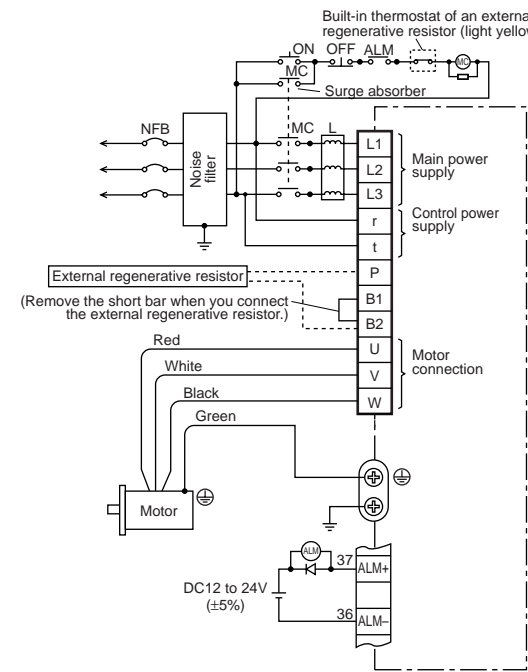 Built-in thermostat of an externa
regenerative resistor (light yellow
ON OFF ALM
MC
MC
Surge absorber
NFB
MC L
Noise
filter
L1
L2
L3
Main power
supply
r
t
Control power
supply
External regenerative resistor
P
(Remove the short bar when you connect
the external regenerative resistor.)
B1
B2
Red
U
White
V
Black
W
Motor
connection
Green
Motor
ALM
37 ALM+
DC12 to 24V
(±5%)
36 ALM–